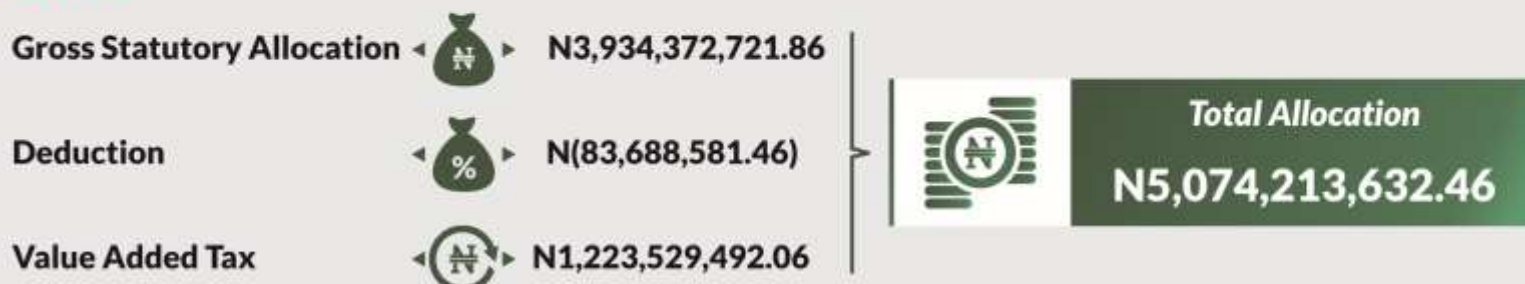 Gross Statutory Allocation ₦ N3,934,372,721.86
Deduction % N(83,688,581.46)
Value Added Tax ₦ N1,223,529,492.06
₦ Total Allocation
N5,074,213,632.46